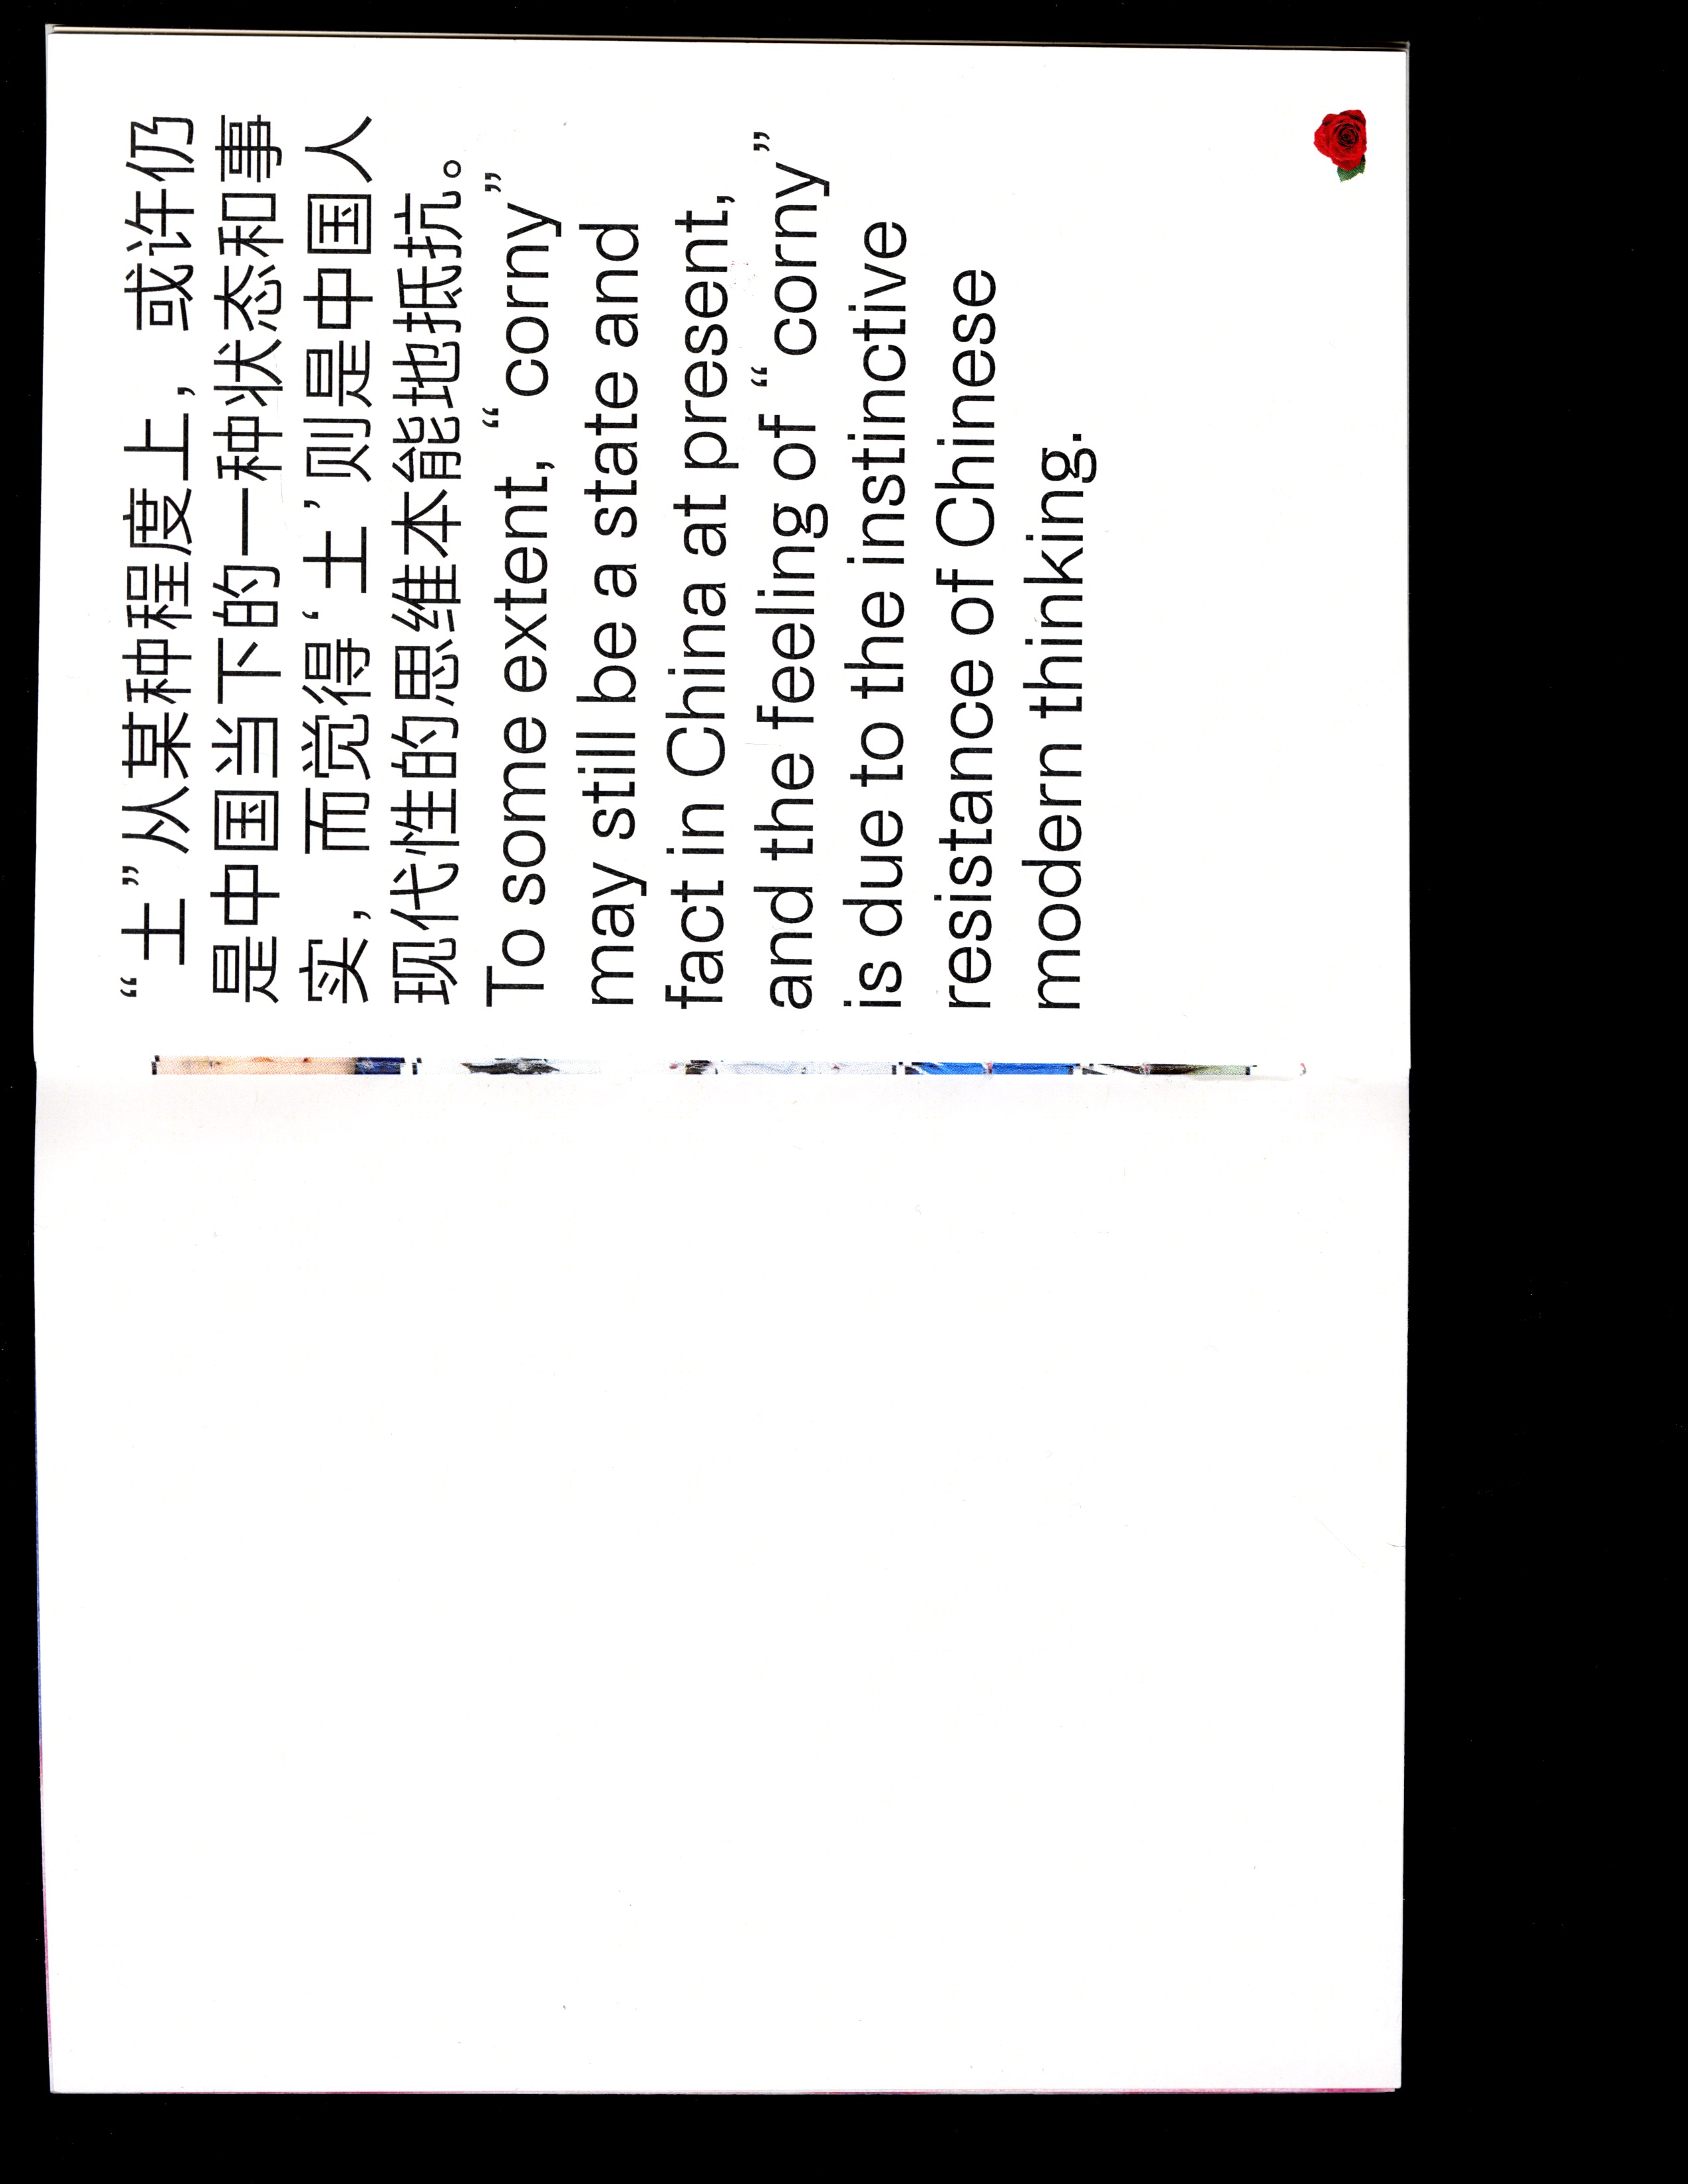 “土”从某种程度上，或许仍
是中国当下的一种状态和事
实，而觉得‘土’则是中国人
现代性的思维本能地抵抗。
To some extent, “corny”
may still be a state and
fact in China at present,
and the feeling of “corny”
is due to the instinctive
resistance of Chinese
modern thinking.